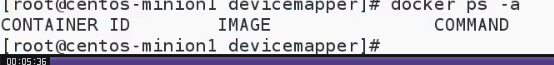 [root@centos-minion1 devicemapper]# docker ps -a
CONTAINER ID IMAGE COMMAND
[root@centos-minion1 devicemapper]#
00:05:36